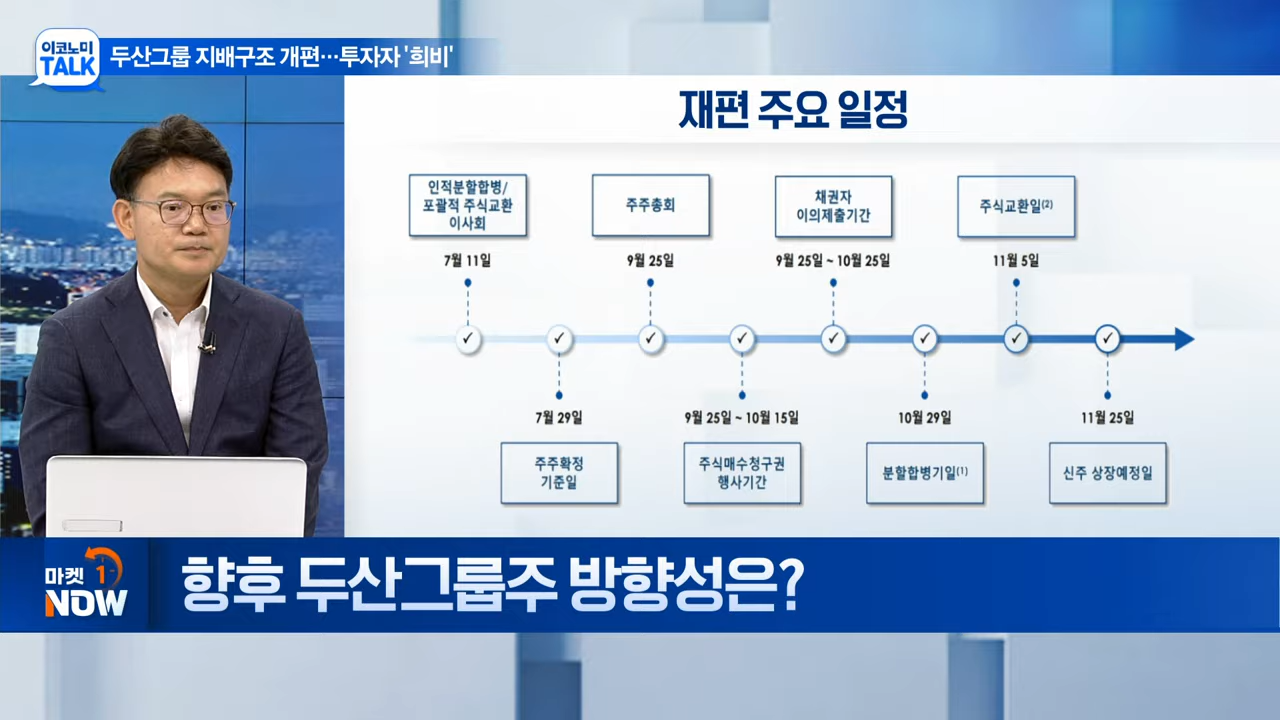 이코노미
TALK
두산그룹 지배구조 개편…투자자 '희비'
재편 주요 일정
인적분할합병/
포괄적 주식교환
이사회
7월 11일
주주총회
9월 25일
채권자
이의제출기간
9월 25일 ~ 10월 25일
주식교환일(2)
11월 5일
7월 29일
주주확정
기준일
9월 25일 ~ 10월 15일
주식매수청구권
행사기간
10월 29일
분할합병기일(1)
11월 25일
신주 상장예정일
마켓 1
NOW
향후 두산그룹주 방향성은?